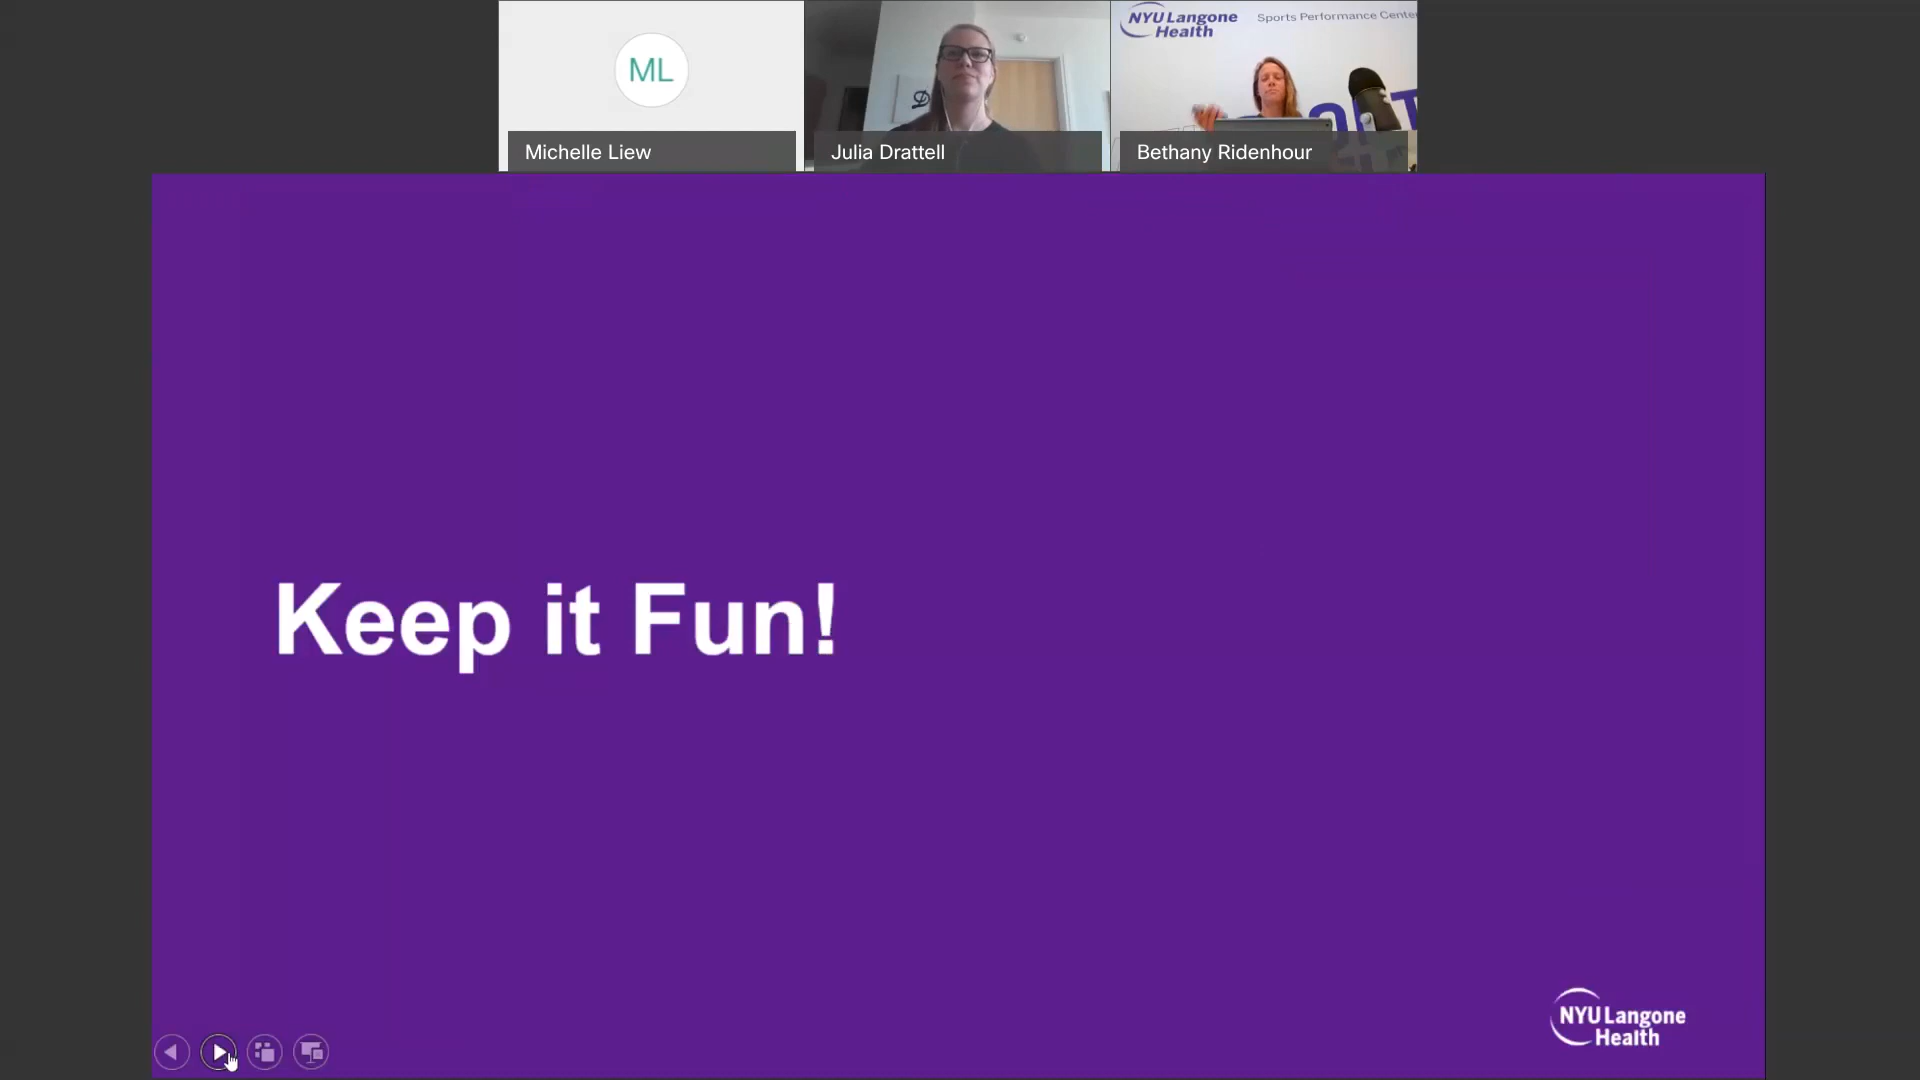 ML
Michelle Liew
Julia Drattell
NYU Langone
Health
Sports Performance Cente
Bethany Ridenhour
Keep it Fun!
NYU Langone
Health